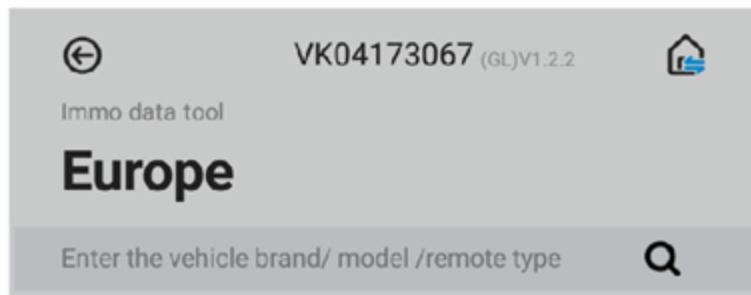 VK04173067 (GL)V1.2.2
Immo data tool
Europe
Enter the vehicle brand/ model /remote type